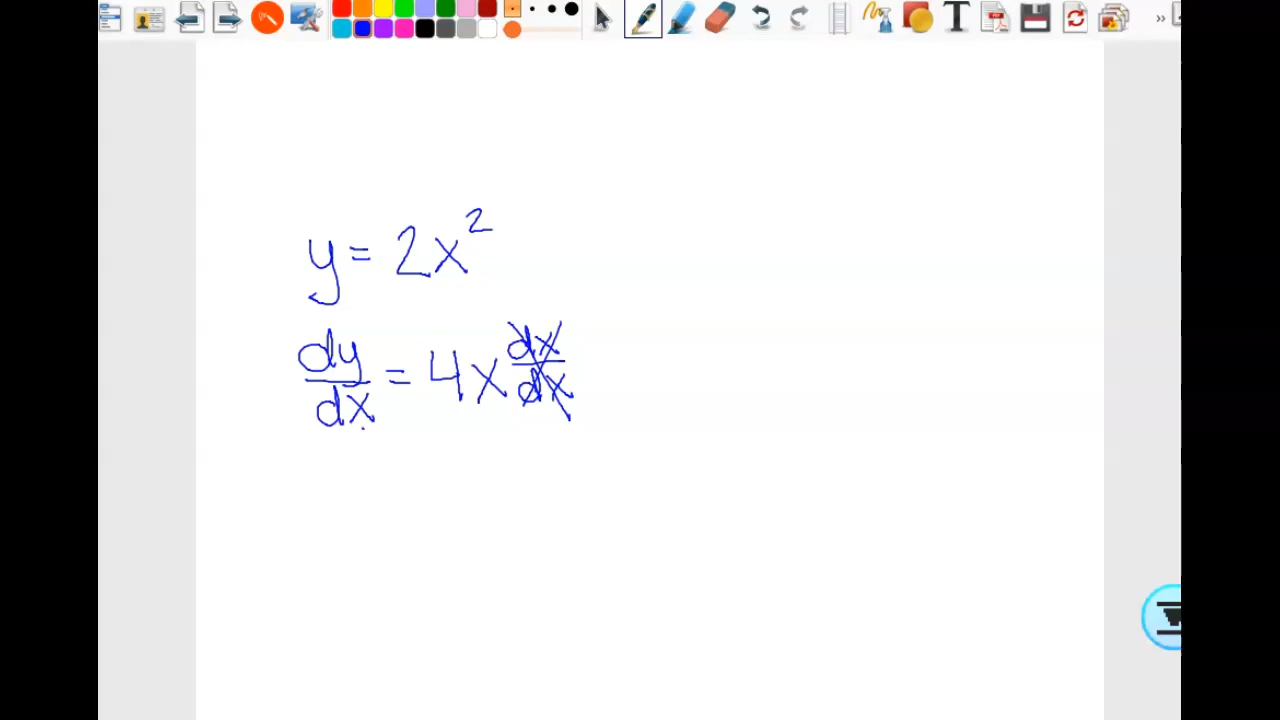 y = 2x²
dy/dx = 4x dx/dx